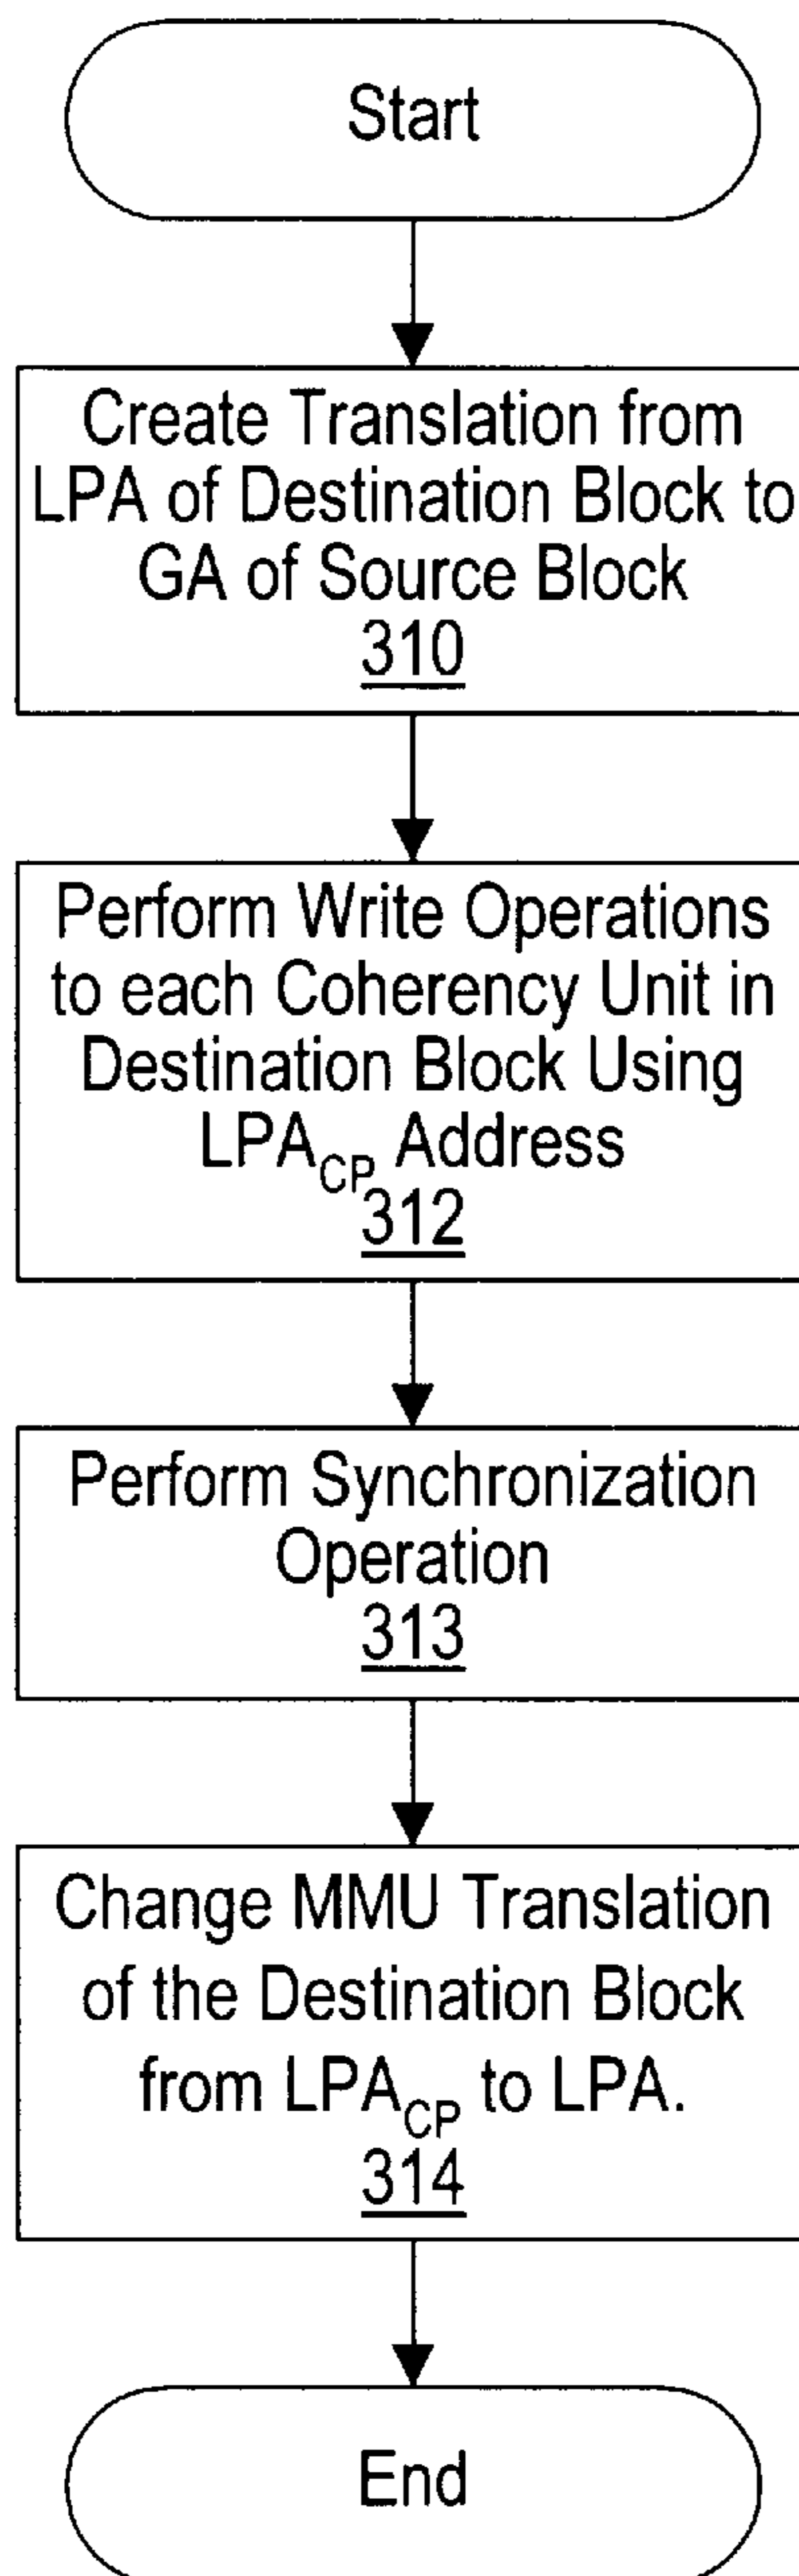 Start
Create Translation from
LPA of Destination Block to
GA of Source Block
310
Perform Write Operations
to each Coherency Unit in
Destination Block Using
LPA_CP Address
312
Perform Synchronization
Operation
313
Change MMU Translation
of the Destination Block
from LPA_CP to LPA.
314
End